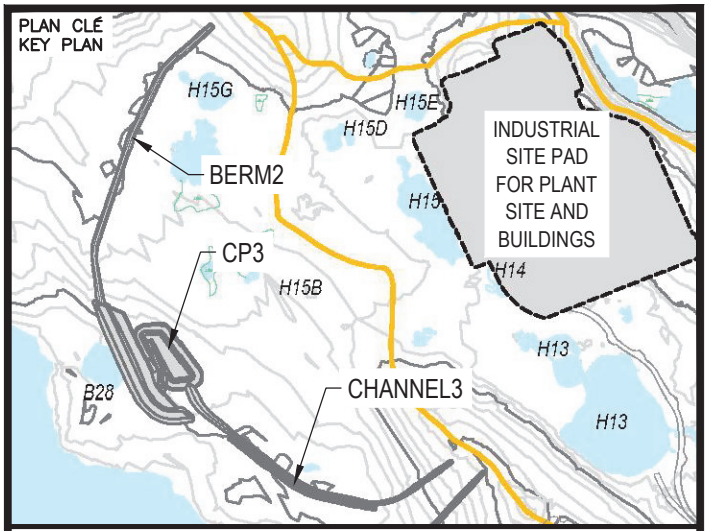 PLAN CLÉ
KEY PLAN
H15G
H15E
H15D
INDUSTRIAL
SITE PAD
FOR PLANT
SITE AND
BUILDINGS
BERM2
H15
CP3
H14
H15B
H13
B28
CHANNEL3
H13